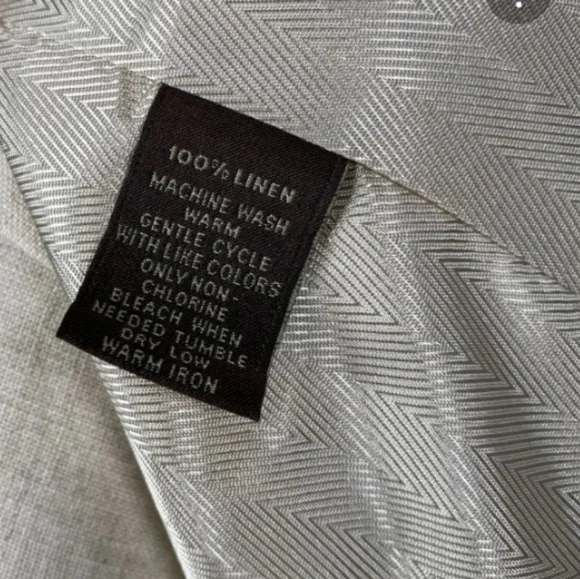 100% LINEN
MACHINE WASH
WARM
GENTLE CYCLE
WITH LIKE COLORS
ONLY NON-
CHLORINE
BLEACH WHEN
NEEDED TUMBLE
DRY LOW
WARM IRON